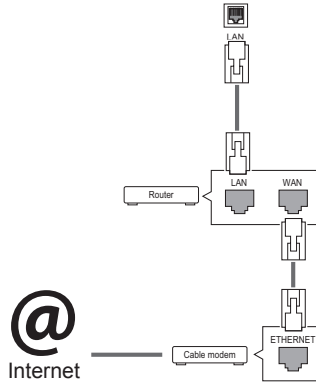 LAN
LAN
WAN
Router
ETHERNET
Cable modem
@
Internet